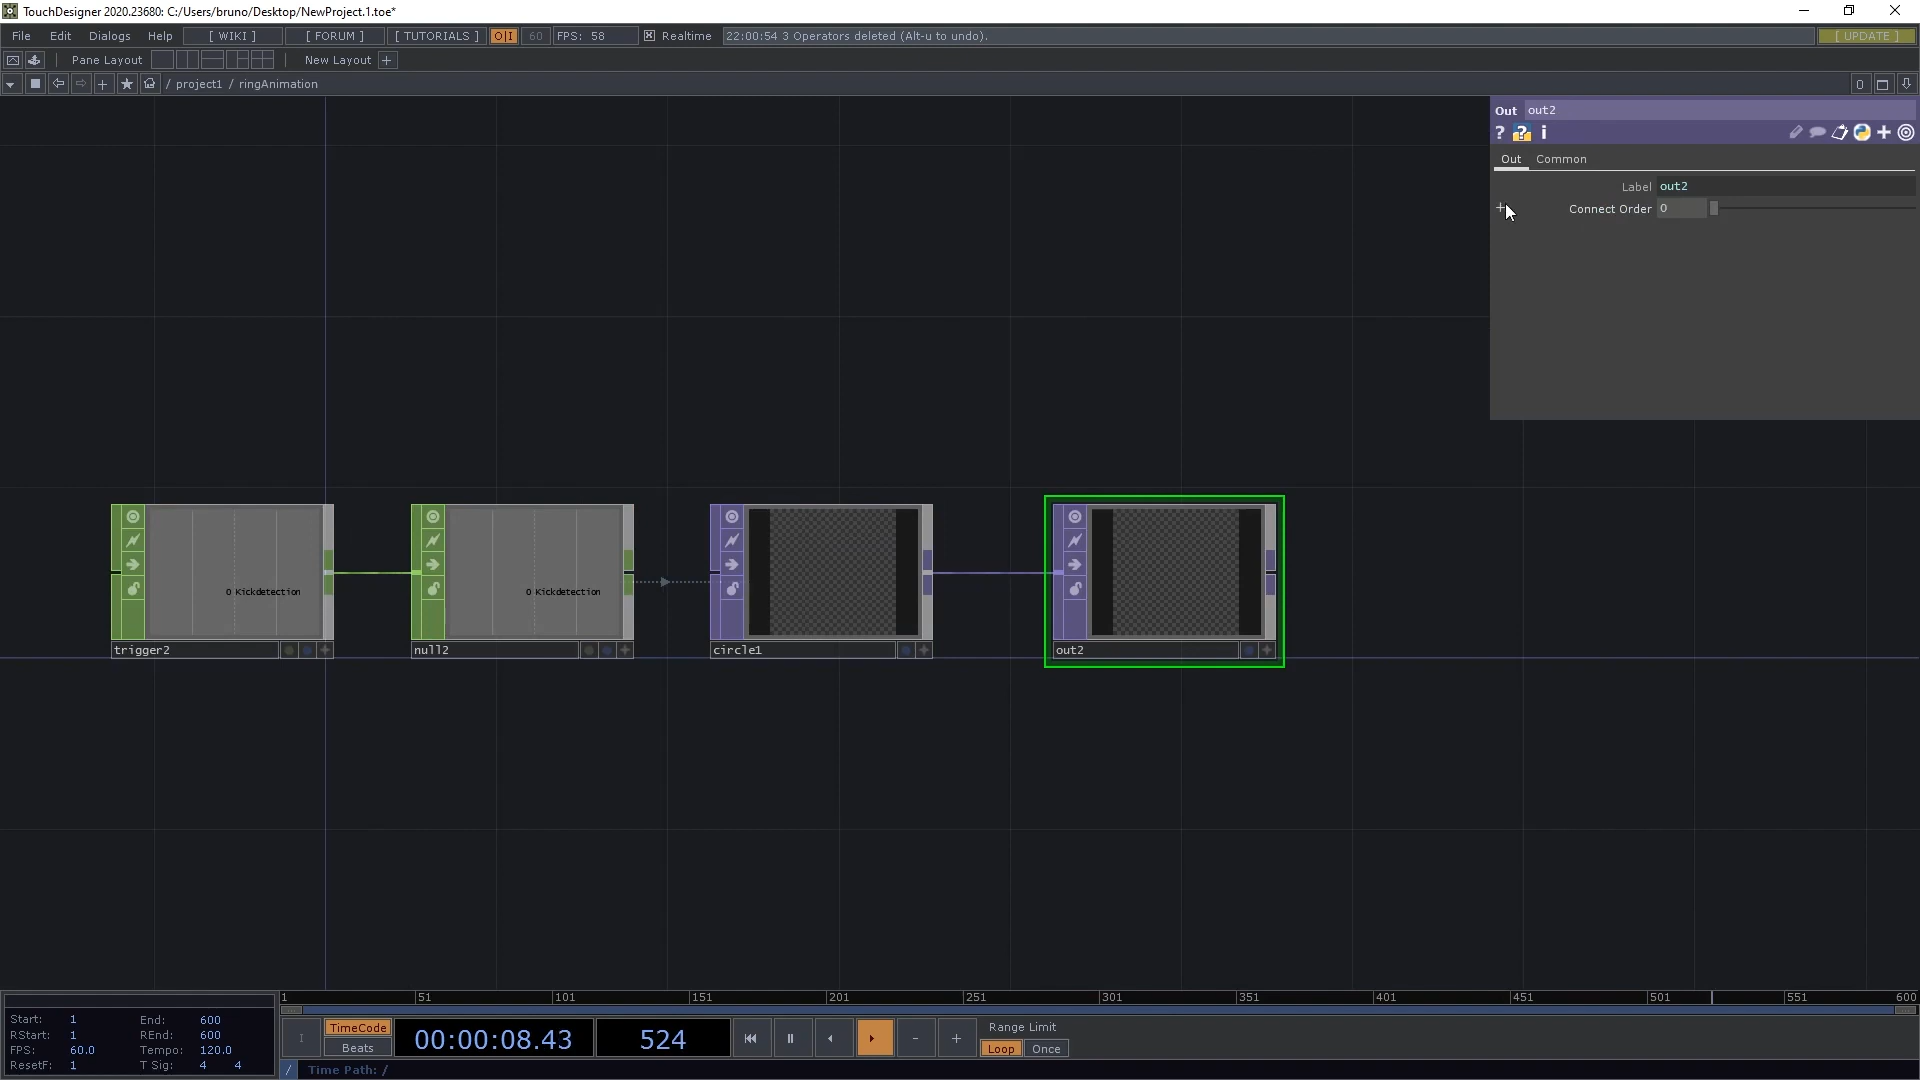 TouchDesigner 2020.23680: C:/Users/bruno/Desktop/NewProject.1.toe*
File Edit Dialogs Help [ WIKI ] [ FORUM ] [ TUTORIALS ] O|I 60 FPS: 58 Realtime 22:00:54 3 Operators deleted (Alt-u to undo). [ UPDATE ]
Pane Layout New Layout +
/ project1 / ringAnimation 0
Out out2
? ? i
Out Common
Label out2
+ Connect Order 0
0 Kickdetection
0 Kickdetection
trigger2
null2
circle1
out2
1 51 101 151 201 251 301 351 401 451 501 551 600
Start: 1 End: 600
RStart: 1 REnd: 600
FPS: 60.0 Tempo: 120.0
ResetF: 1 T Sig: 4 4
I TimeCode Beats
00:00:08.43
524
- +
Range Limit
Loop Once
/ Time Path: /